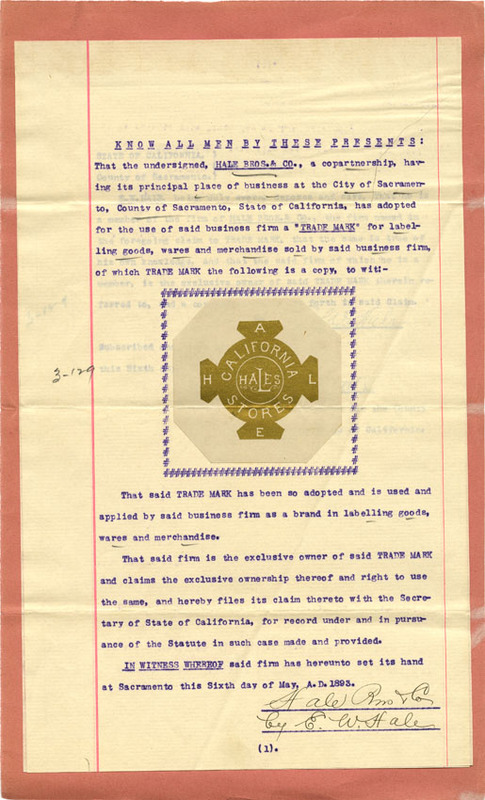 KNOW ALL MEN BY THESE PRESENTS:
That the undersigned, HALE BROS. & CO., a copartnership, hav-
ing its principal place of business at the City of Sacramen-
to, County of Sacramento, State of California, has adopted
for the use of said business firm a "TRADE MARK" for label-
ling goods, wares and merchandise sold by said business firm,
of which TRADE MARK the following is a copy, to wit:-
3-129
A
CALIFORNIA
H HALES L
STORES
E
That said TRADE MARK has been so adopted and is used and
applied by said business firm as a brand in labelling goods,
wares and merchandise.
That said firm is the exclusive owner of said TRADE MARK
and claims the exclusive ownership thereof and right to use
the same, and hereby files its claim thereto with the Secre-
tary of State of California, for record under and in pursu-
ance of the Statute in such case made and provided.
IN WITNESS WHEREOF said firm has hereunto set its hand
at Sacramento this Sixth day of May, A.D. 1893.
Hale Bros & Co
by E. W. Hale
(1).